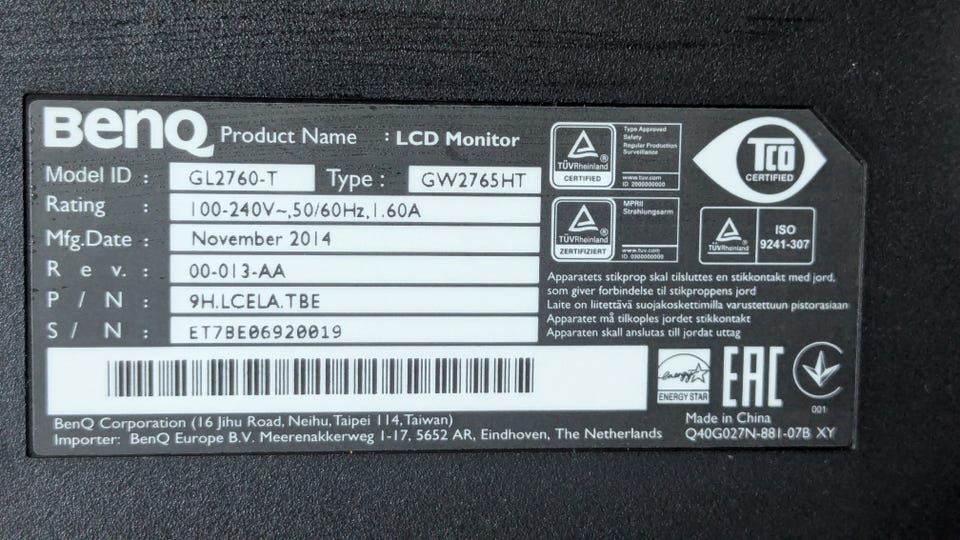 BenQ Product Name : LCD Monitor
Model ID : GL2760-T Type : GW2765HT
Rating : 100-240V~,50/60Hz,1.60A
Mfg.Date : November 2014
Rev. : 00-013-AA
P/N : 9H.LCELA.TBE
S/N : ET7BE06920019
TÜVRheinland
CERTIFIED
Type Approved
Safety
Regular Production
Surveillance
www.tuv.com
ID 2000000000
TCO
CERTIFIED
TÜVRheinland
ZERTIFIZIERT
MPRII
Strahlungsarm
www.tuv.com
ID 0300000000
TÜVRheinland
ISO
9241-307
Apparatets stikprop skal tilsluttes en stikkontakt med jord,
som giver forbindelse til stikproppens jord
Laite on liitettävä suojakoskettimilla varustettuun pistorasiaan
Apparatet må tilkoples jordet stikkontakt
Apparaten skall anslutas till jordat uttag
energy
ENERGY STAR
EAC
001
BenQ Corporation (16 Jihu Road, Neihu,Taipei 114,Taiwan)
Importer: BenQ Europe B.V. Meerenakkerweg 1-17, 5652 AR, Eindhoven, The Netherlands
Made in China
Q40G027N-881-07B XY